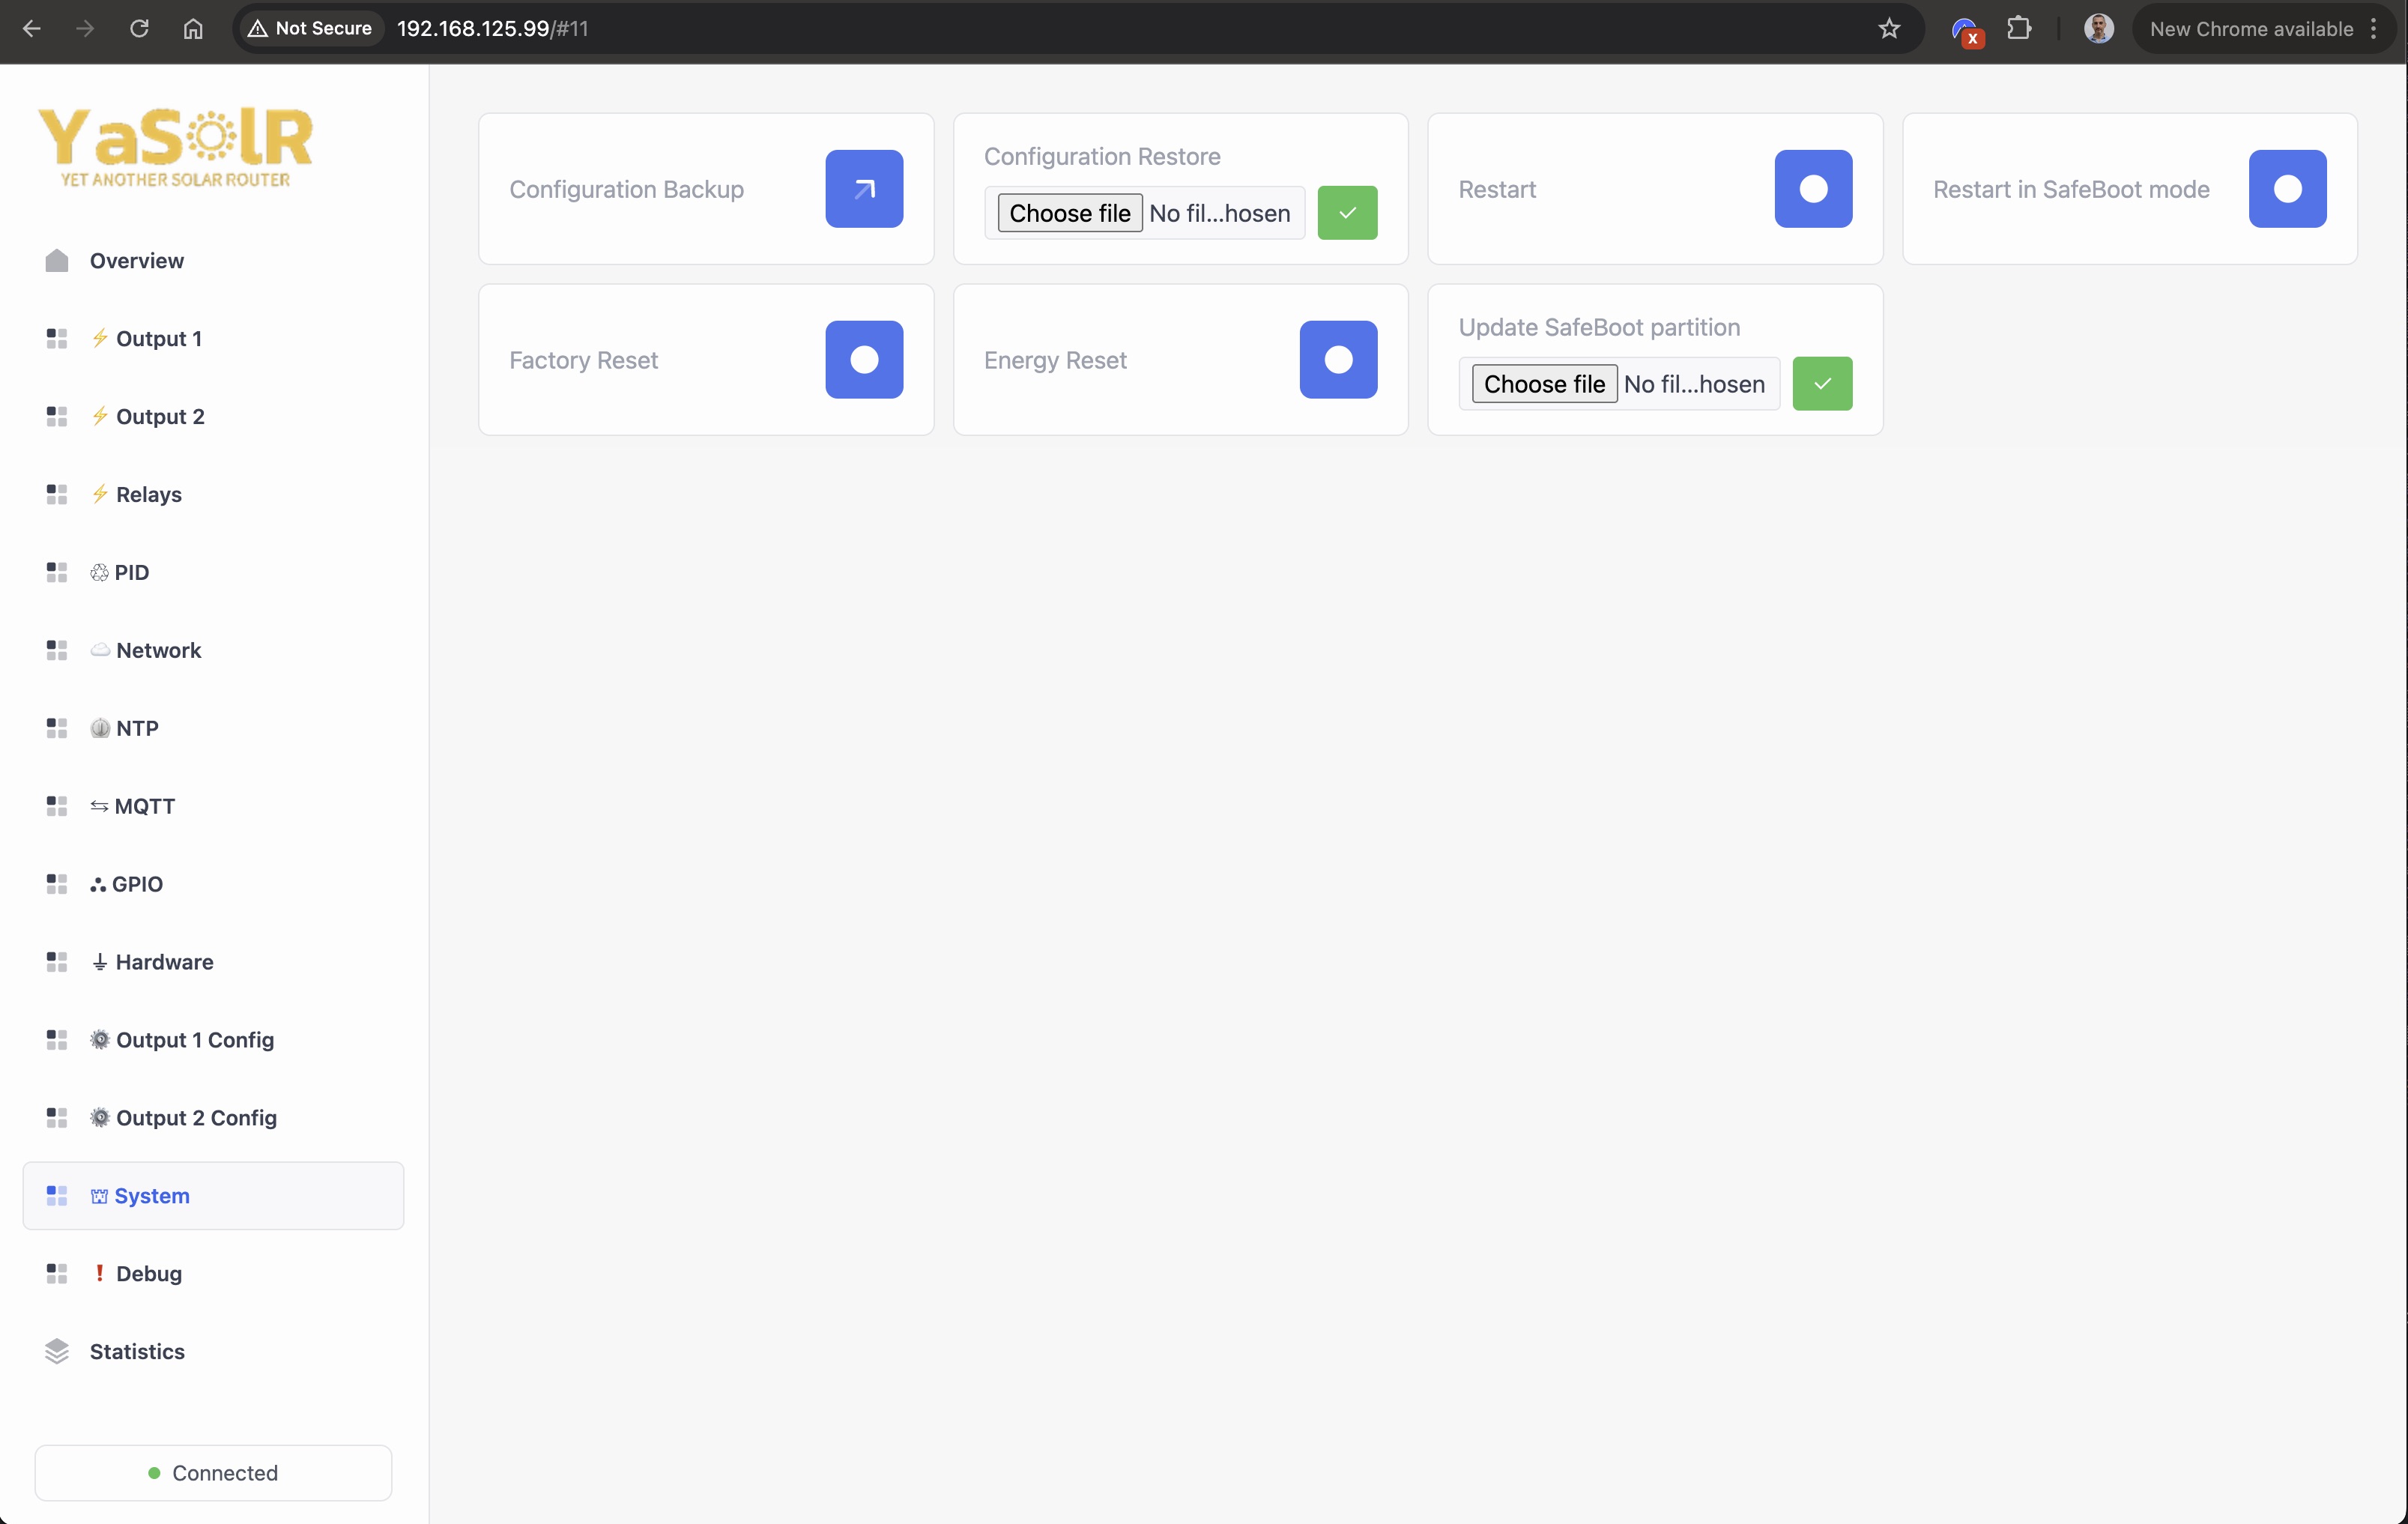 Not Secure 192.168.125.99/#11
X
New Chrome available
YaSolR
YET ANOTHER SOLAR ROUTER
Overview
⚡ Output 1
⚡ Output 2
⚡ Relays
♲ PID
☁️ Network
NTP
⇆ MQTT
⛬ GPIO
⏚ Hardware
⚙️ Output 1 Config
⚙️ Output 2 Config
System
❗ Debug
Statistics
Connected
Configuration Backup
Configuration Restore
Choose file No fil...hosen
Restart
Restart in SafeBoot mode
Factory Reset
Energy Reset
Update SafeBoot partition
Choose file No fil...hosen